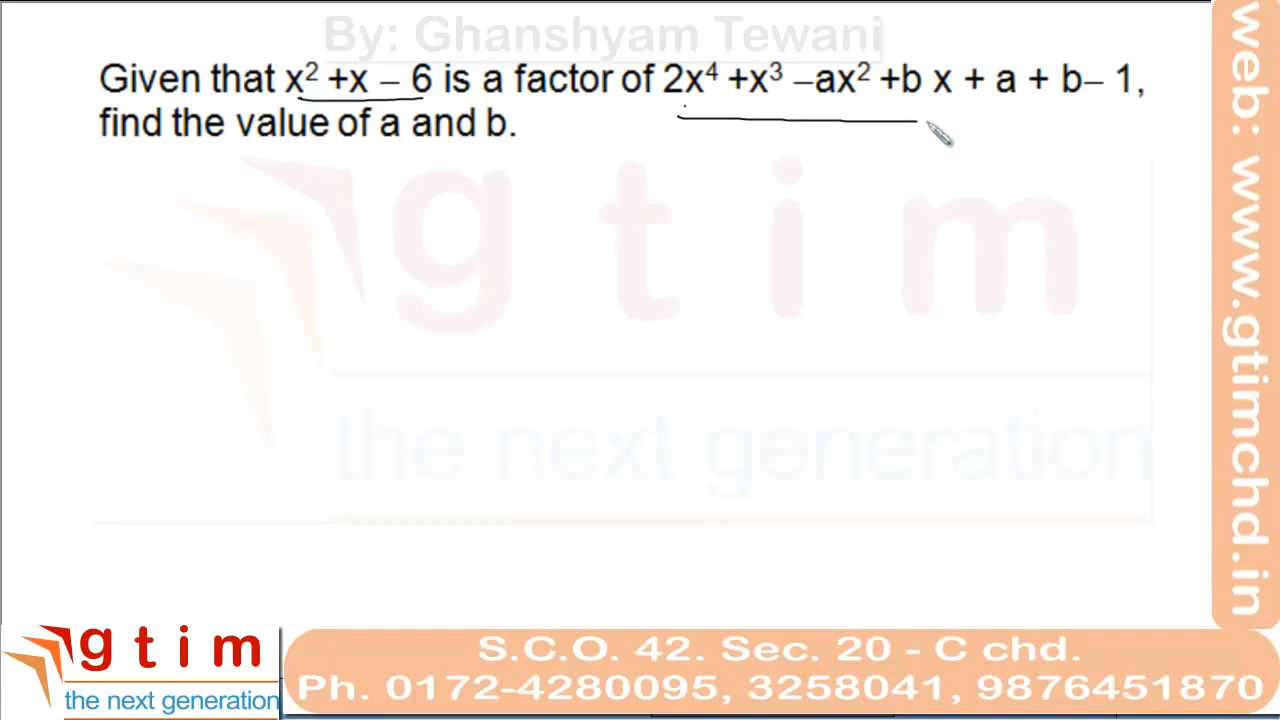 By: Ghanshyam Tewani
Given that x² +x – 6 is a factor of 2x⁴ +x³ –ax² +b x + a + b– 1,
find the value of a and b.
g t i m
the next generation
web: www.gtimchd.in
g t i m
the next generation
S.C.O. 42. Sec. 20 - C chd.
Ph. 0172-4280095, 3258041, 9876451870